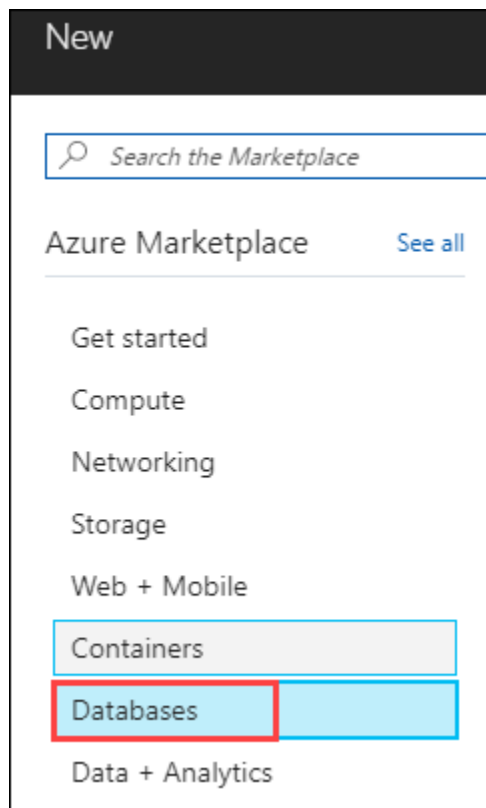 New
Search the Marketplace
Azure Marketplace See all
Get started
Compute
Networking
Storage
Web + Mobile
Containers
Databases
Data + Analytics